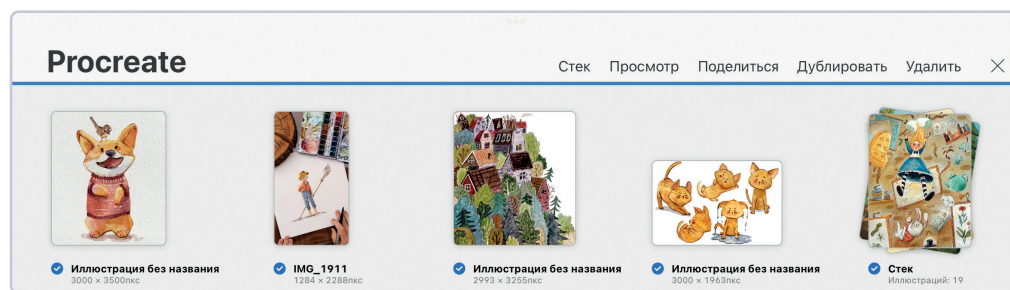 Procreate
Стек Просмотр Поделиться Дублировать Удалить
Иллюстрация без названия
3000 × 3500пкс
IMG_1911
1284 × 2288пкс
Иллюстрация без названия
2993 × 3255пкс
Иллюстрация без названия
3000 × 1963пкс
Стек
Иллюстраций: 19